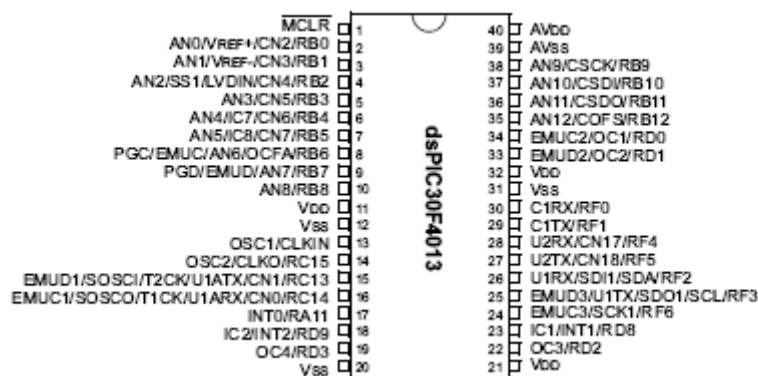 MCLR 1
AN0/VREF+/CN2/RB0 2
AN1/VREF-/CN3/RB1 3
AN2/SS1/LVDIN/CN4/RB2 4
AN3/CN5/RB3 5
AN4/IC7/CN6/RB4 6
AN5/IC8/CN7/RB5 7
PGC/EMUC/AN6/OCFA/RB6 8
PGD/EMUD/AN7/RB7 9
AN8/RB8 10
VDD 11
VSS 12
OSC1/CLKIN 13
OSC2/CLKO/RC15 14
EMUD1/SOSCI/T2CK/U1ATX/CN1/RC13 15
EMUC1/SOSCO/T1CK/U1ARX/CN0/RC14 16
INT0/RA11 17
IC2/INT2/RD9 18
OC4/RD3 19
VSS 20
dsPIC30F4013
40 AVDD
39 AVSS
38 AN9/CSCK/RB9
37 AN10/CSDI/RB10
36 AN11/CSDO/RB11
35 AN12/COFS/RB12
34 EMUC2/OC1/RD0
33 EMUD2/OC2/RD1
32 VDD
31 VSS
30 C1RX/RF0
29 C1TX/RF1
28 U2RX/CN17/RF4
27 U2TX/CN18/RF5
26 U1RX/SDI1/SDA/RF2
25 EMUD3/U1TX/SDO1/SCL/RF3
24 EMUC3/SCK1/RF6
23 IC1/INT1/RD8
22 OC3/RD2
21 VDD